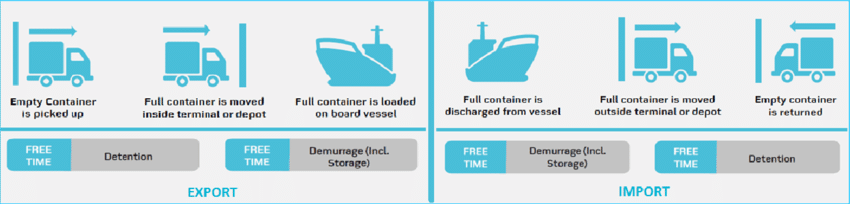 Empty Container
is picked up
Full container is moved
inside terminal or depot
Full container is loaded
on board vessel
FREE
TIME
Detention
FREE
TIME
Demurrage (Incl.
Storage)
EXPORT
Full container is
discharged from vessel
Full container is moved
outside terminal or depot
Empty container
is returned
FREE
TIME
Demurrage (Incl.
Storage)
FREE
TIME
Detention
IMPORT